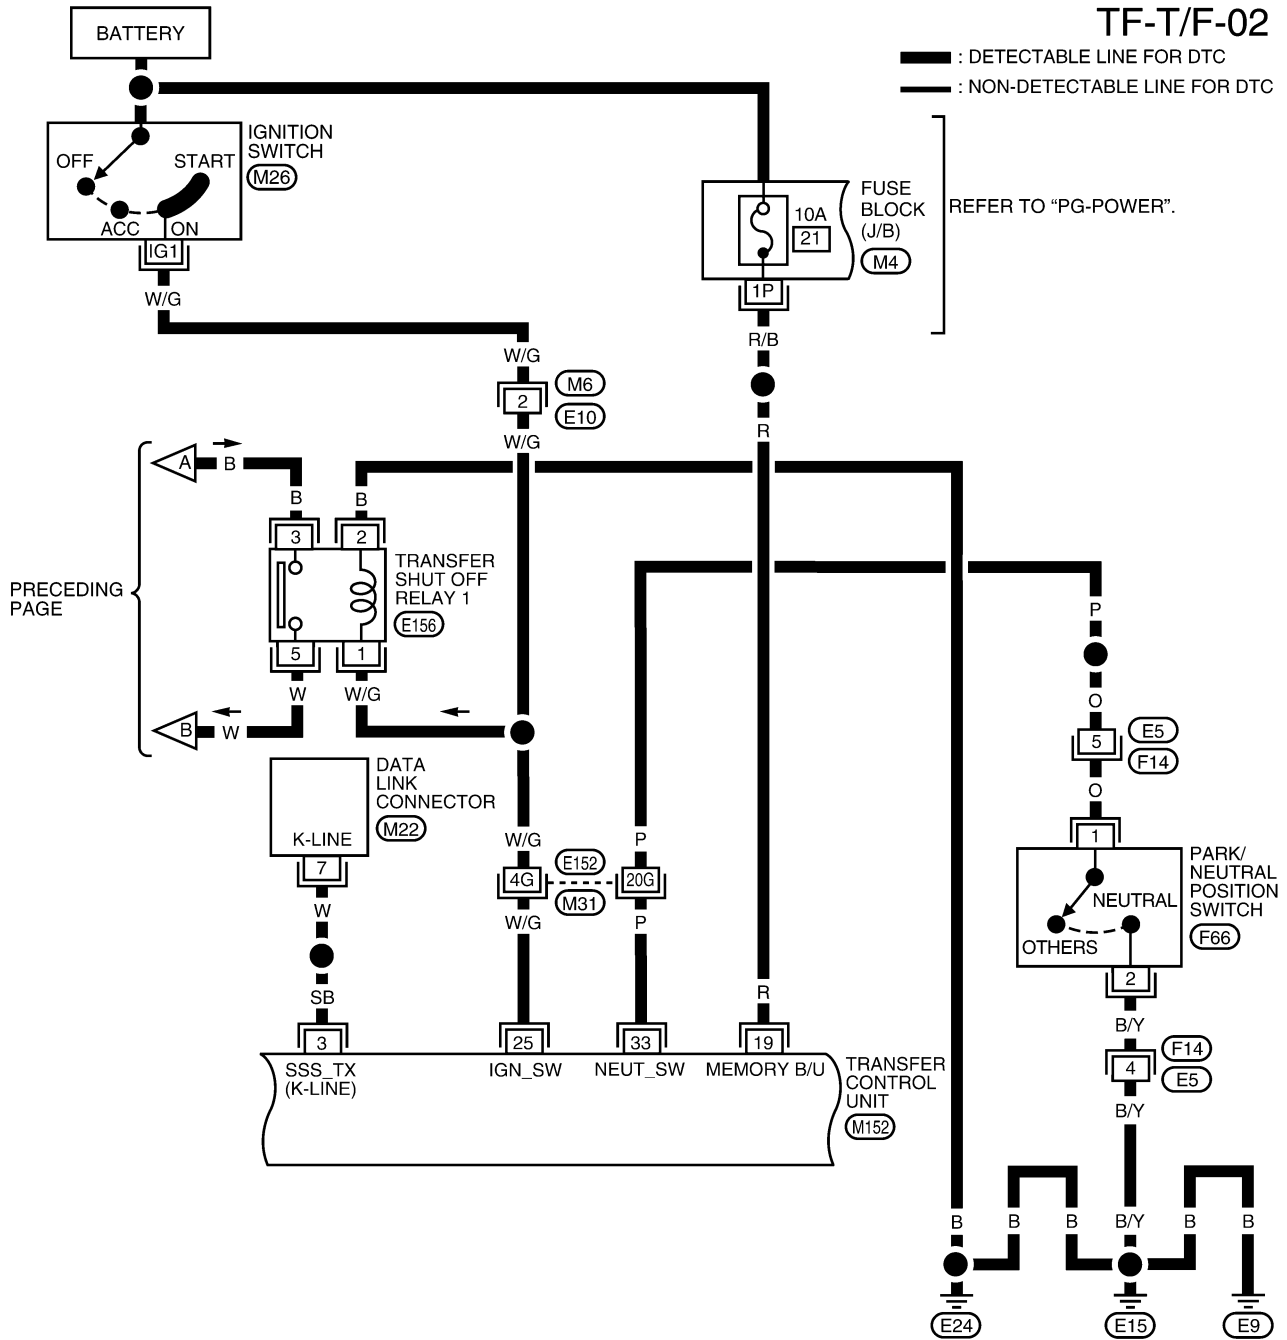 TF-T/F-02
BATTERY
: DETECTABLE LINE FOR DTC
: NON-DETECTABLE LINE FOR DTC
IGNITION
SWITCH
M26
OFF
START
ACC
ON
IG1
W/G
FUSE
BLOCK
(J/B)
M4
10A
21
1P
REFER TO “PG-POWER”.
R/B
R
W/G
2
M6
E10
W/G
A
B
B
B
3
2
TRANSFER
SHUT OFF
RELAY 1
E156
5
1
W
W/G
B
W
PRECEDING
PAGE
P
O
5
E5
F14
O
1
PARK/
NEUTRAL
POSITION
SWITCH
F66
NEUTRAL
OTHERS
2
B/Y
4
F14
E5
B/Y
DATA
LINK
CONNECTOR
M22
K-LINE
7
W
SB
W/G
P
4G
E152
M31
20G
W/G
P
R
3
25
33
19
SSS_TX
(K-LINE)
IGN_SW
NEUT_SW
MEMORY B/U
TRANSFER
CONTROL
UNIT
M152
B
B
B
B/Y
B
B
E24
E15
E9